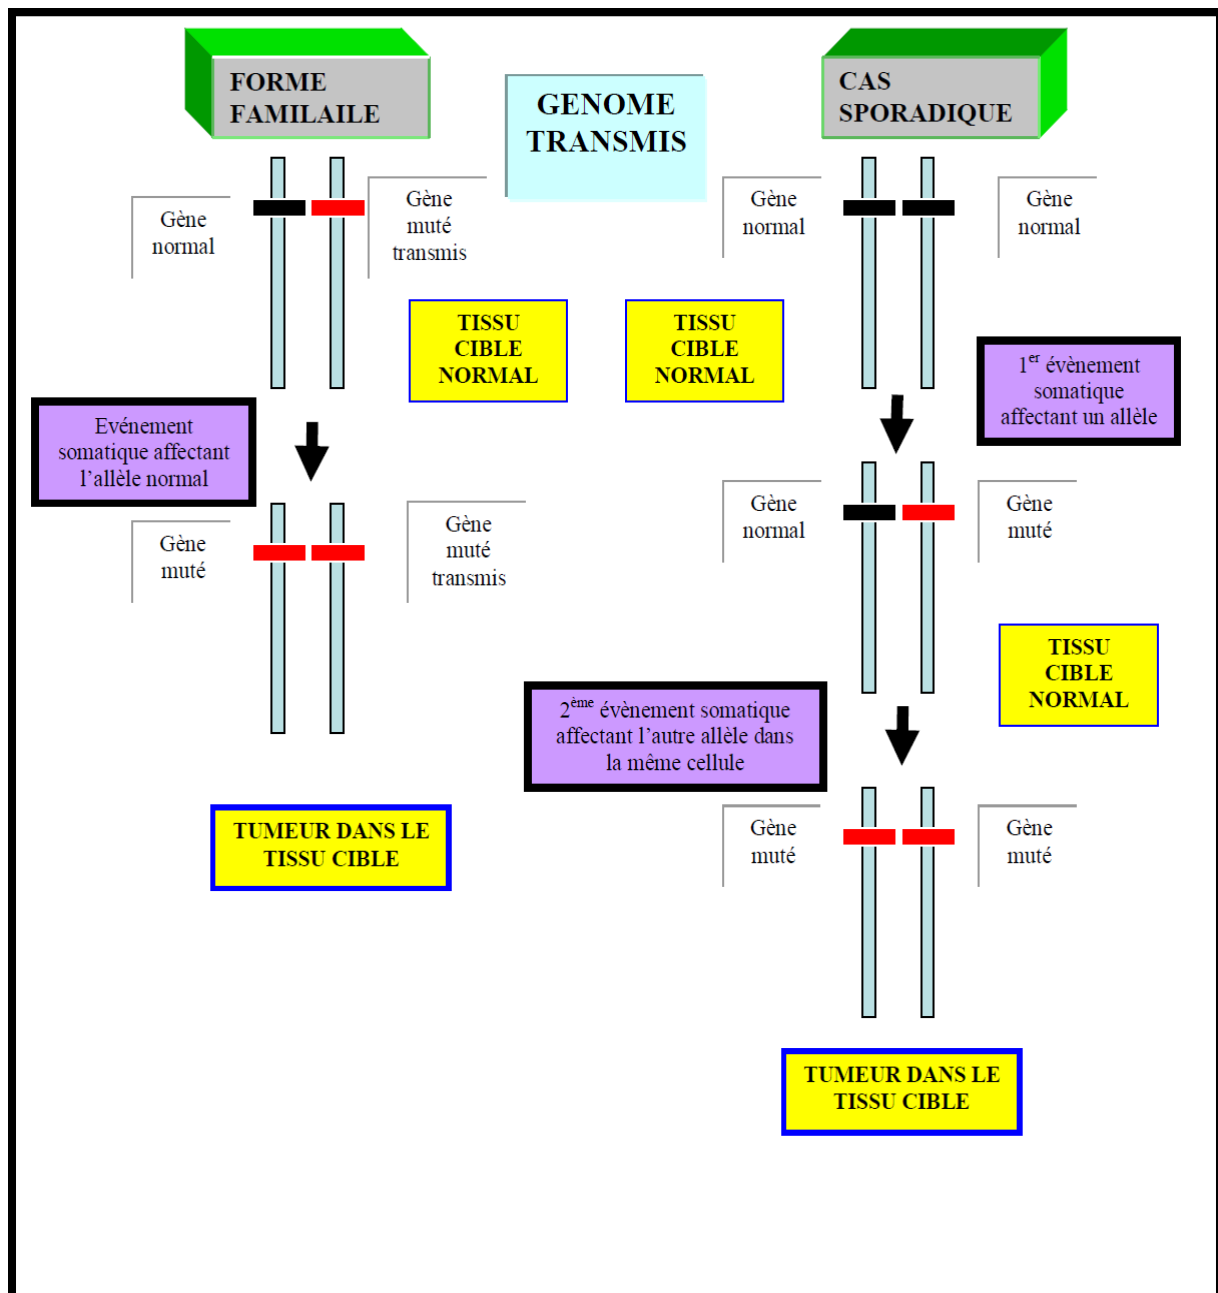 FORME
FAMILAILE
GENOME
TRANSMIS
CAS
SPORADIQUE
Gène
normal
Gène
muté
transmis
Gène
normal
Gène
normal
TISSU
CIBLE
NORMAL
TISSU
CIBLE
NORMAL
1er évènement
somatique
affectant un allèle
Evénement
somatique affectant
l’allèle normal
Gène
muté
Gène
muté
transmis
Gène
normal
Gène
muté
TISSU
CIBLE
NORMAL
2ème évènement somatique
affectant l’autre allèle dans
la même cellule
TUMEUR DANS LE
TISSU CIBLE
Gène
muté
Gène
muté
TUMEUR DANS LE
TISSU CIBLE